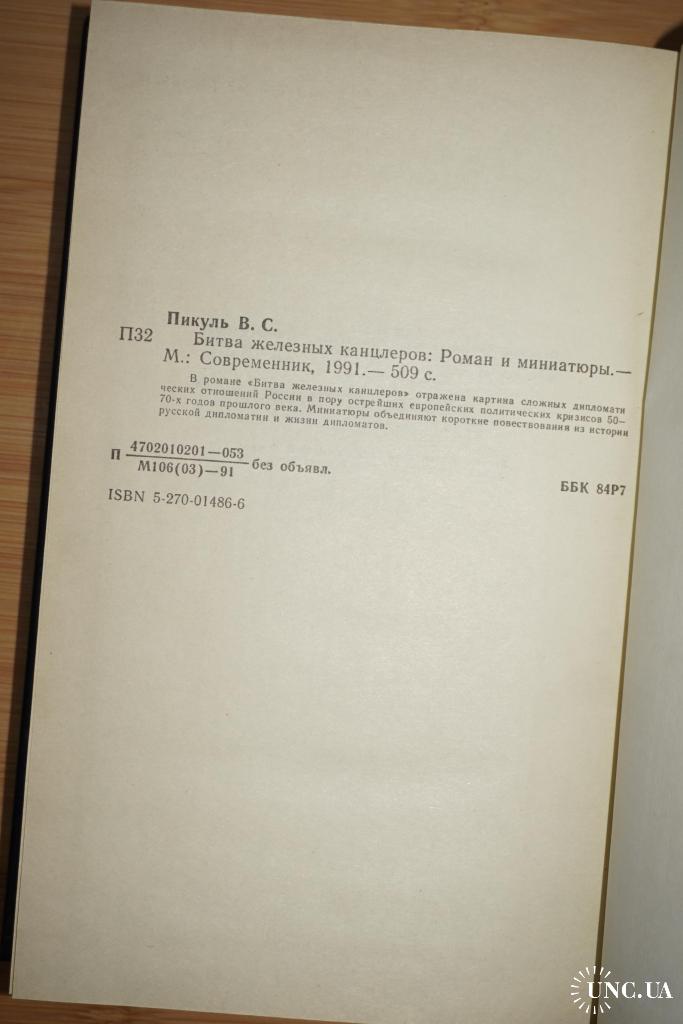 Пикуль В. С.
П32 Битва железных канцлеров: Роман и миниатюры.—
М.: Современник, 1991.— 509 с.
В романе «Битва железных канцлеров» отражена картина сложных дипломати
ческих отношений России в пору острейших европейских политических кризисов 50—
70-х годов прошлого века. Миниатюры объединяют короткие повествования из истории
русской дипломатии и жизни дипломатов.
П 4702010201—053
М106(03)—91 без объявл.
ББК 84Р7
ISBN 5-270-01486-6
UNC.UA